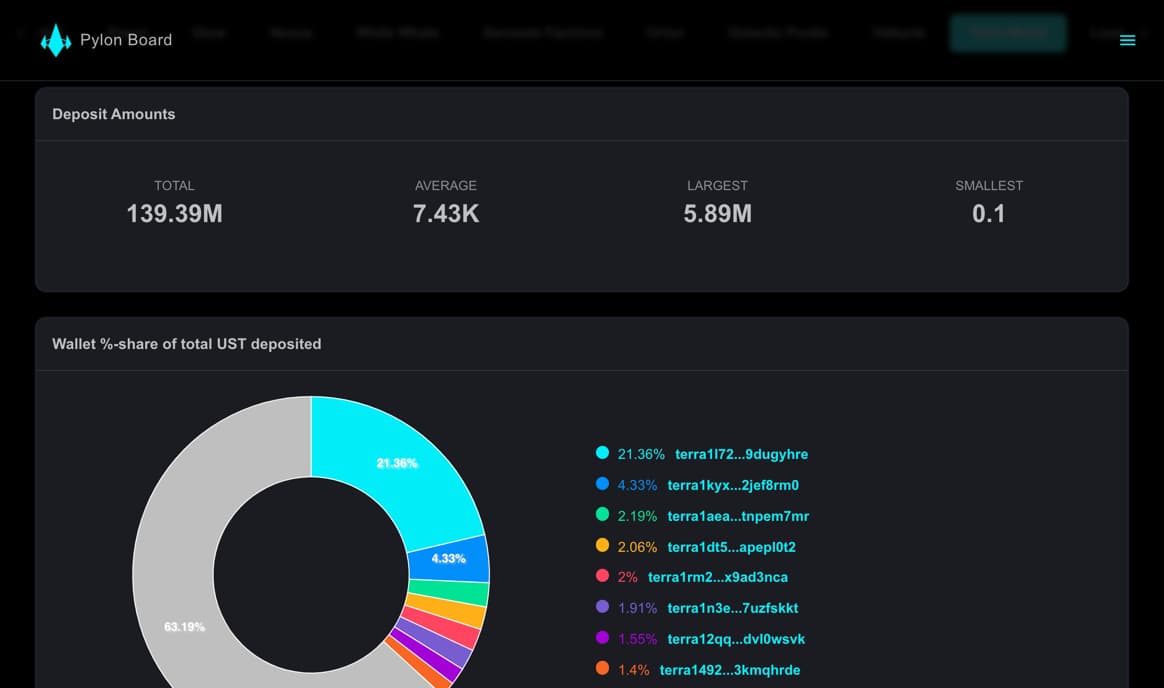 Pylon Board
Deposit Amounts
TOTAL AVERAGE LARGEST SMALLEST
139.39M 7.43K 5.89M 0.1
Wallet %-share of total UST deposited
21.36%
4.33%
63.19%
21.36% terra1l72...9dugyhre
4.33% terra1kyx...2jef8rm0
2.19% terra1aea...tnpem7mr
2.06% terra1dt5...apepl0t2
2% terra1rm2...x9ad3nca
1.91% terra1n3e...7uzfskkt
1.55% terra12qq...dvl0wsvk
1.4% terra1492...3kmqhrde